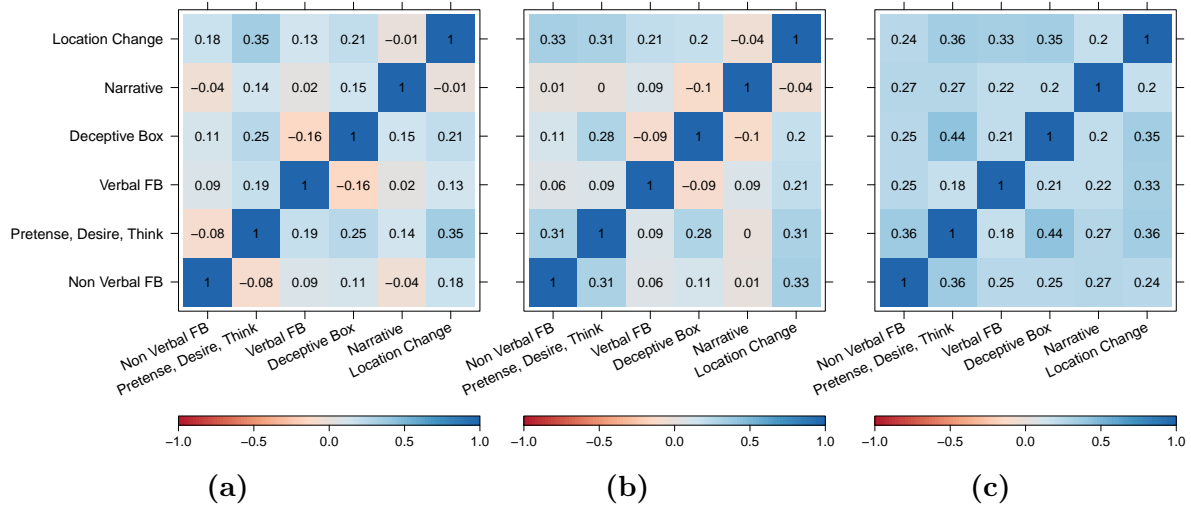 Location Change 0.18 0.35 0.13 0.21 −0.01 1 0.33 0.31 0.21 0.2 −0.04 1 0.24 0.36 0.33 0.35 0.2 1
Narrative −0.04 0.14 0.02 0.15 1 −0.01 0.01 0 0.09 −0.1 1 −0.04 0.27 0.27 0.22 0.2 1 0.2
Deceptive Box 0.11 0.25 −0.16 1 0.15 0.21 0.11 0.28 −0.09 1 −0.1 0.2 0.25 0.44 0.21 1 0.2 0.35
Verbal FB 0.09 0.19 1 −0.16 0.02 0.13 0.06 0.09 1 −0.09 0.09 0.21 0.25 0.18 1 0.21 0.22 0.33
Pretense, Desire, Think −0.08 1 0.19 0.25 0.14 0.35 0.31 1 0.09 0.28 0 0.31 0.36 1 0.18 0.44 0.27 0.36
Non Verbal FB 1 −0.08 0.09 0.11 −0.04 0.18 1 0.31 0.06 0.11 0.01 0.33 1 0.36 0.25 0.25 0.27 0.24
Non Verbal FB Pretense, Desire, Think Verbal FB Deceptive Box Narrative Location Change Non Verbal FB Pretense, Desire, Think Verbal FB Deceptive Box Narrative Location Change Non Verbal FB Pretense, Desire, Think Verbal FB Deceptive Box Narrative Location Change
−1.0 −0.5 0.0 0.5 1.0 −1.0 −0.5 0.0 0.5 1.0 −1.0 −0.5 0.0 0.5 1.0
(a) (b) (c)